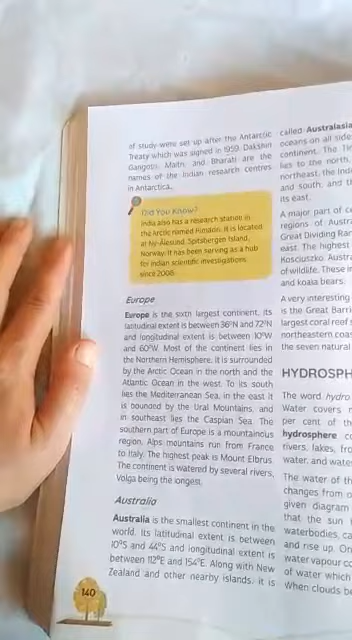 of study were set up after the Antarctic
Treaty which was signed in 1959. Dakshin
Gangotri, Maitri, and Bharati are the
names of the Indian research centres
in Antarctica.
Did You Know?
India also has a research station in
the Arctic named Himadri. It is located
at Ny-Ålesund, Spitsbergen Island,
Norway. It has been serving as a hub
for Indian scientific investigations
since 2008.
Europe
Europe is the sixth largest continent, its
latitudinal extent is between 36°N and 72°N
and longitudinal extent is between 10°W
and 60°W. Most of the continent lies in
the Northern Hemisphere. It is surrounded
by the Arctic Ocean in the north and the
Atlantic Ocean in the west. To its south
lies the Mediterranean Sea, in the east it
is bounded by the Ural Mountains, and
in southeast lies the Caspian Sea. The
southern part of Europe is a mountainous
region. Alps mountains run from France
to Italy. The highest peak is Mount Elbrus.
The continent is watered by several rivers,
Volga being the longest.
Australia
Australia is the smallest continent in the
world. Its latitudinal extent is between
10°S and 44°S and longitudinal extent is
between 112°E and 154°E. Along with New
Zealand and other nearby islands, it is
140
called Australasia
oceans on all side
continent. The
lies to the north,
northeast, the
and south, and
its east.
A major part of
regions of
Great Dividing
east. The highest
Kosciuszko.
of wildlife. These
and koala bears.
A very interesting
is the Great
largest coral reef
northeastern
the seven natural
HYDROSPH
The word hydro
Water covers
per cent of the
hydrosphere
rivers, lakes,
water, and
The water of
changes from
given diagram
that the sun
waterbodies,
and rise up. On
water vapour
of water which
When clouds